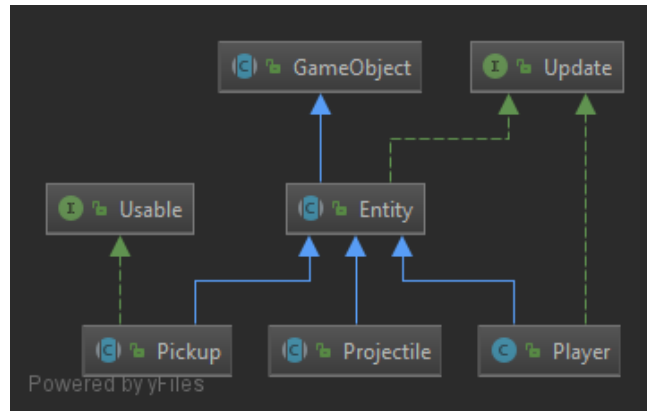 C GameObject
I Update
I Usable
C Entity
C Pickup
C Projectile
C Player
Powered by yFiles